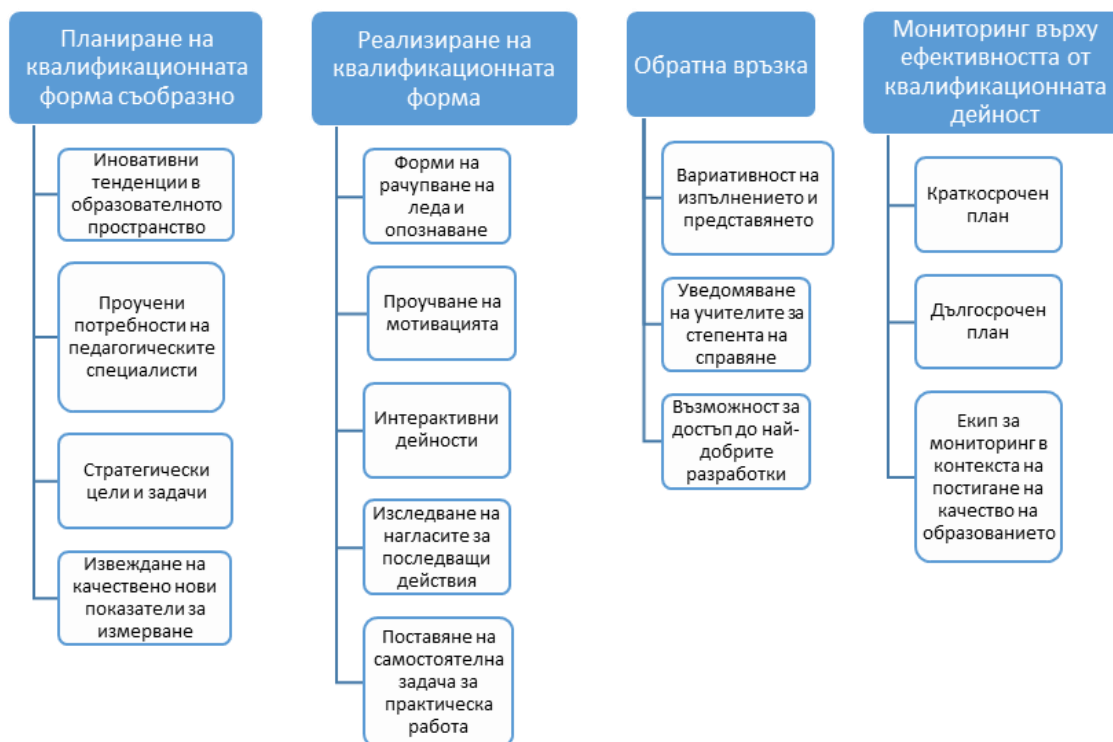 Планиране на
квалификационната
форма съобразно
Иновативни
тенденции в
образователното
пространство
Проучени
потребности на
педагогическите
специалисти
Стратегически
цели и задачи
Извеждане на
качествено нови
показатели за
измерване
Реализиране на
квалификационната
форма
Форми на
рачупване на
леда и
опознаване
Проучване на
мотивацията
Интерактивни
дейности
Изследване на
нагласите за
последващи
действия
Поставяне на
самостоятелна
задача за
практическа
работа
Обратна връзка
Вариативност на
изпълнението и
представянето
Уведомяване
на учителите за
степента на
справяне
Възможност за
достъп до най-
добрите
разработки
Мониторинг върху
ефективността от
квалификационната
дейност
Краткосрочен
план
Дългосрочен
план
Екип за
мониторинг в
контекста на
постигане на
качество на
образованието